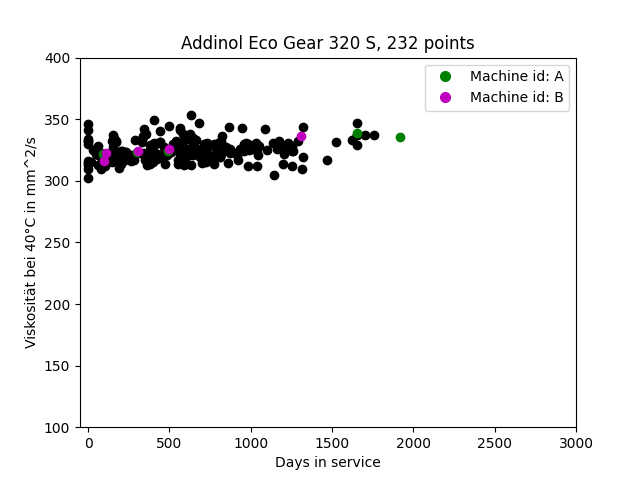 Addinol Eco Gear 320 S, 232 points
Machine id: A
Machine id: B
Viskosität bei 40°C in mm^2/s
400
350
300
250
200
150
100
0
500
1000
1500
2000
2500
3000
Days in service